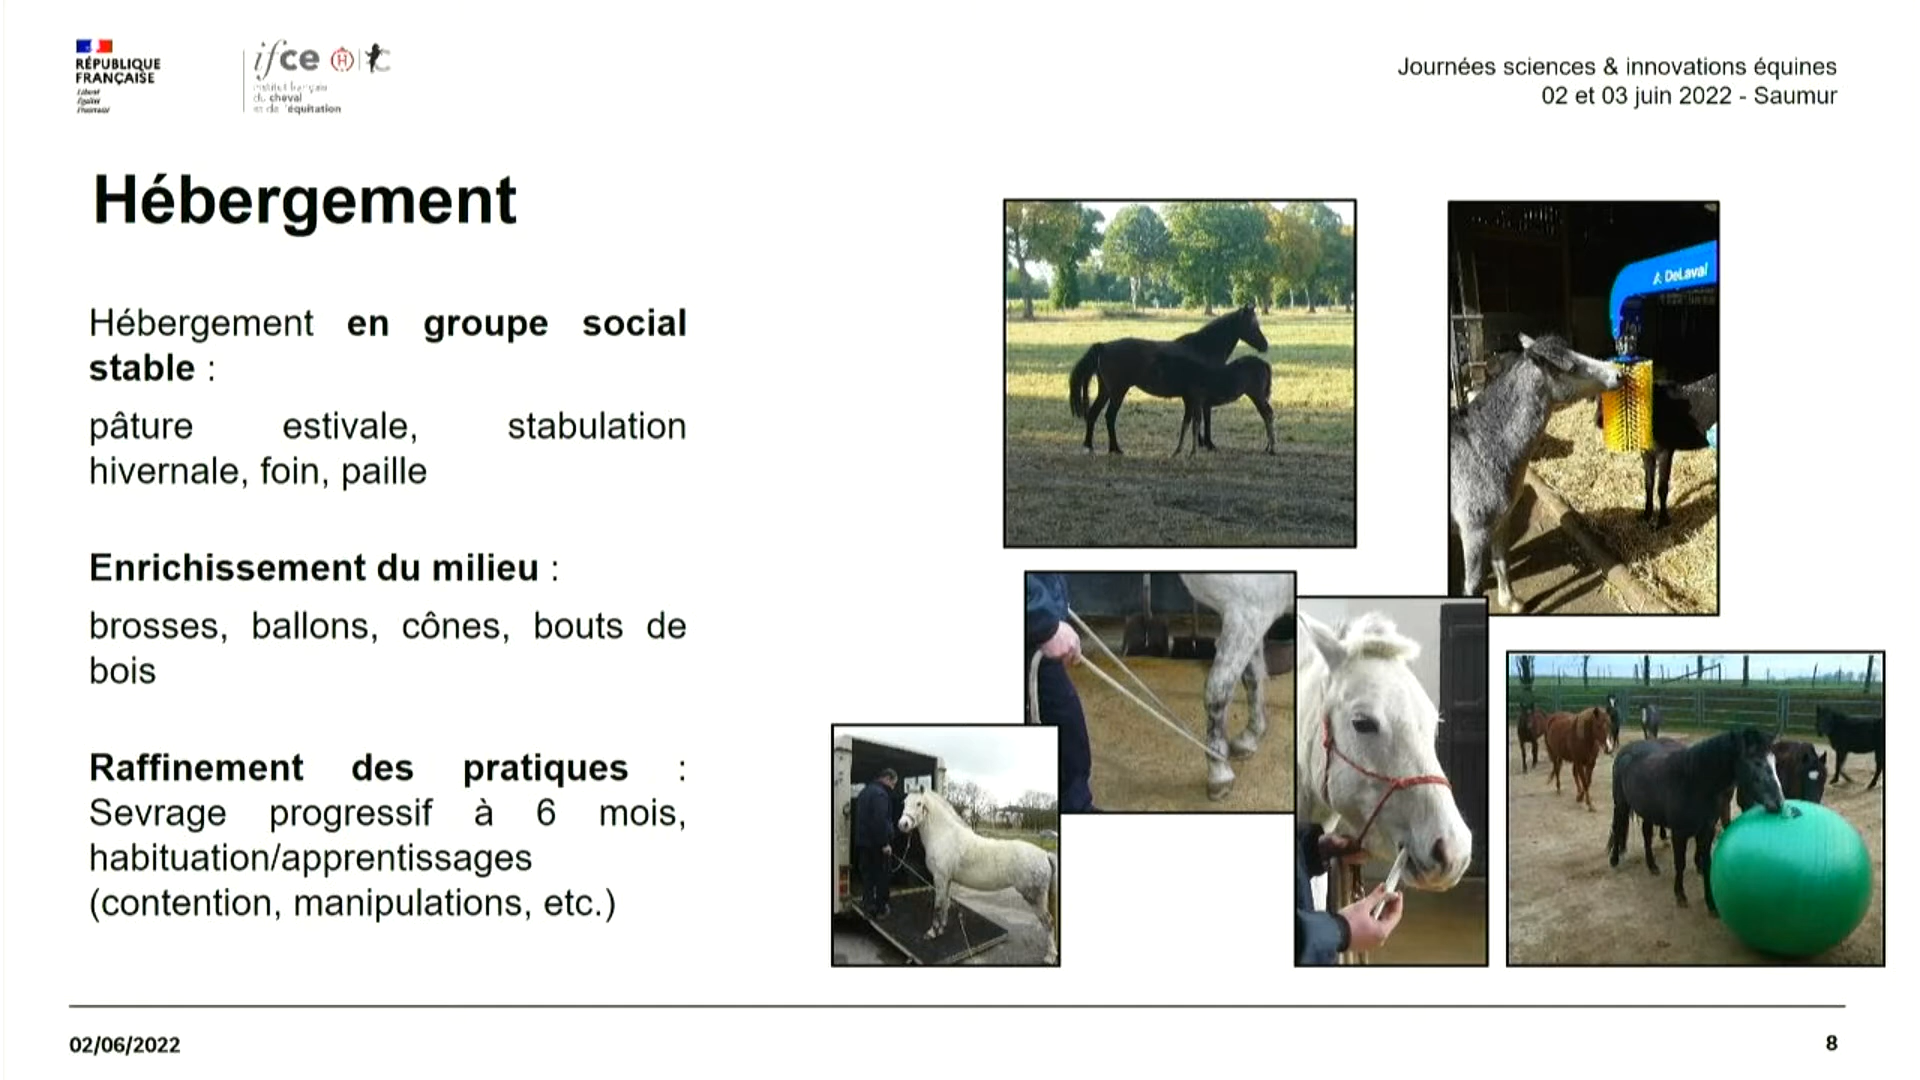 RÉPUBLIQUE
FRANÇAISE
Liberté
Égalité
Fraternité
ifce
institut français
du cheval
et de l'équitation
Journées sciences & innovations équines
02 et 03 juin 2022 - Saumur
Hébergement
Hébergement en groupe social
stable :
pâture estivale, stabulation
hivernale, foin, paille
Enrichissement du milieu :
brosses, ballons, cônes, bouts de
bois
Raffinement des pratiques :
Sevrage progressif à 6 mois,
habituation/apprentissages
(contention, manipulations, etc.)
DeLaval
02/06/2022
8